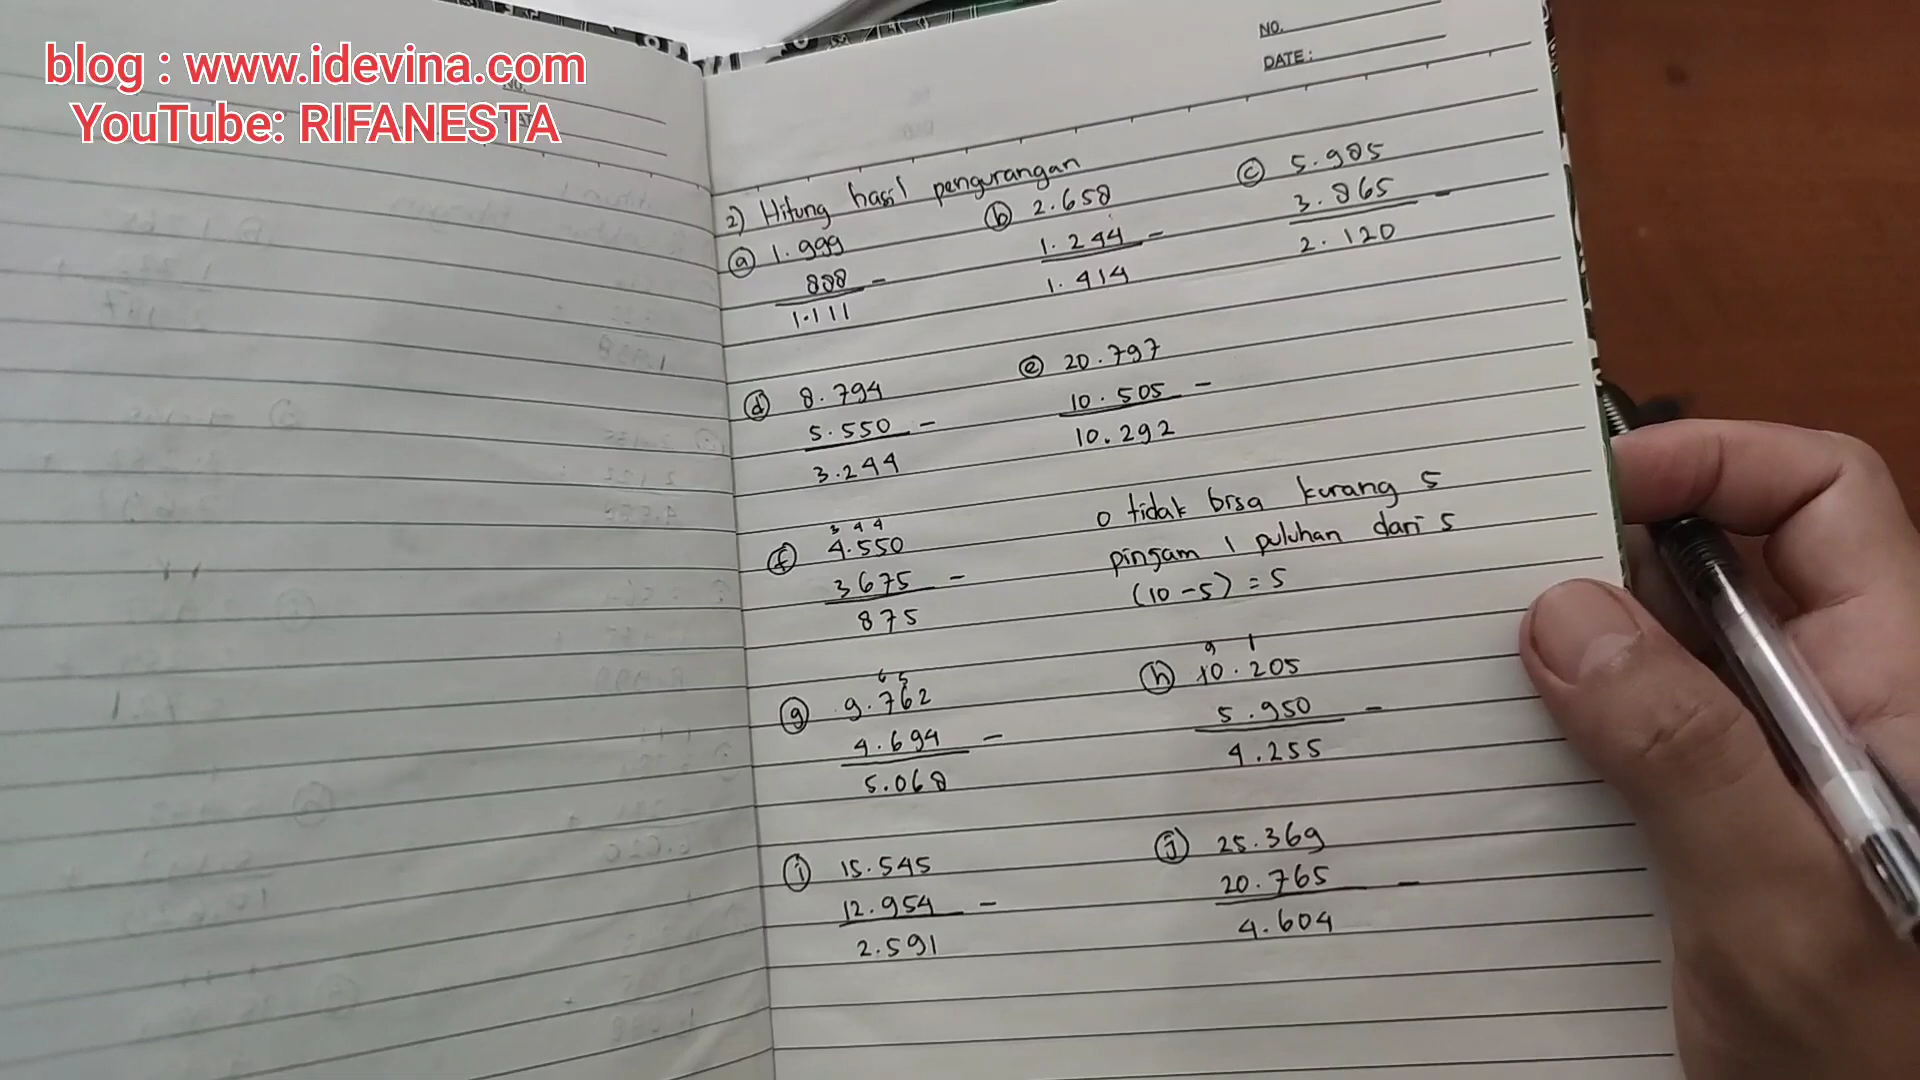 blog : www.idevina.com
YouTube: RIFANESTA
NO.
DATE :
2) Hitung hasil pengurangan
a 1.999
888 -
1.111
b 2.658
1.244 -
1.414
c 5.985
3.865 -
2.120
d 8.794
5.550 -
3.244
e 20.797
10.505 -
10.292
3 4 4
f 4.550
3675 -
875
0 tidak bisa kurang 5
pinjam 1 puluhan dari 5
(10-5) = 5
6 5
g 9.762
4.694 -
5.068
9 1
h 10.205
5.950 -
4.255
i 15.545
12.954 -
2.591
j 25.369
20.765 -
4.604